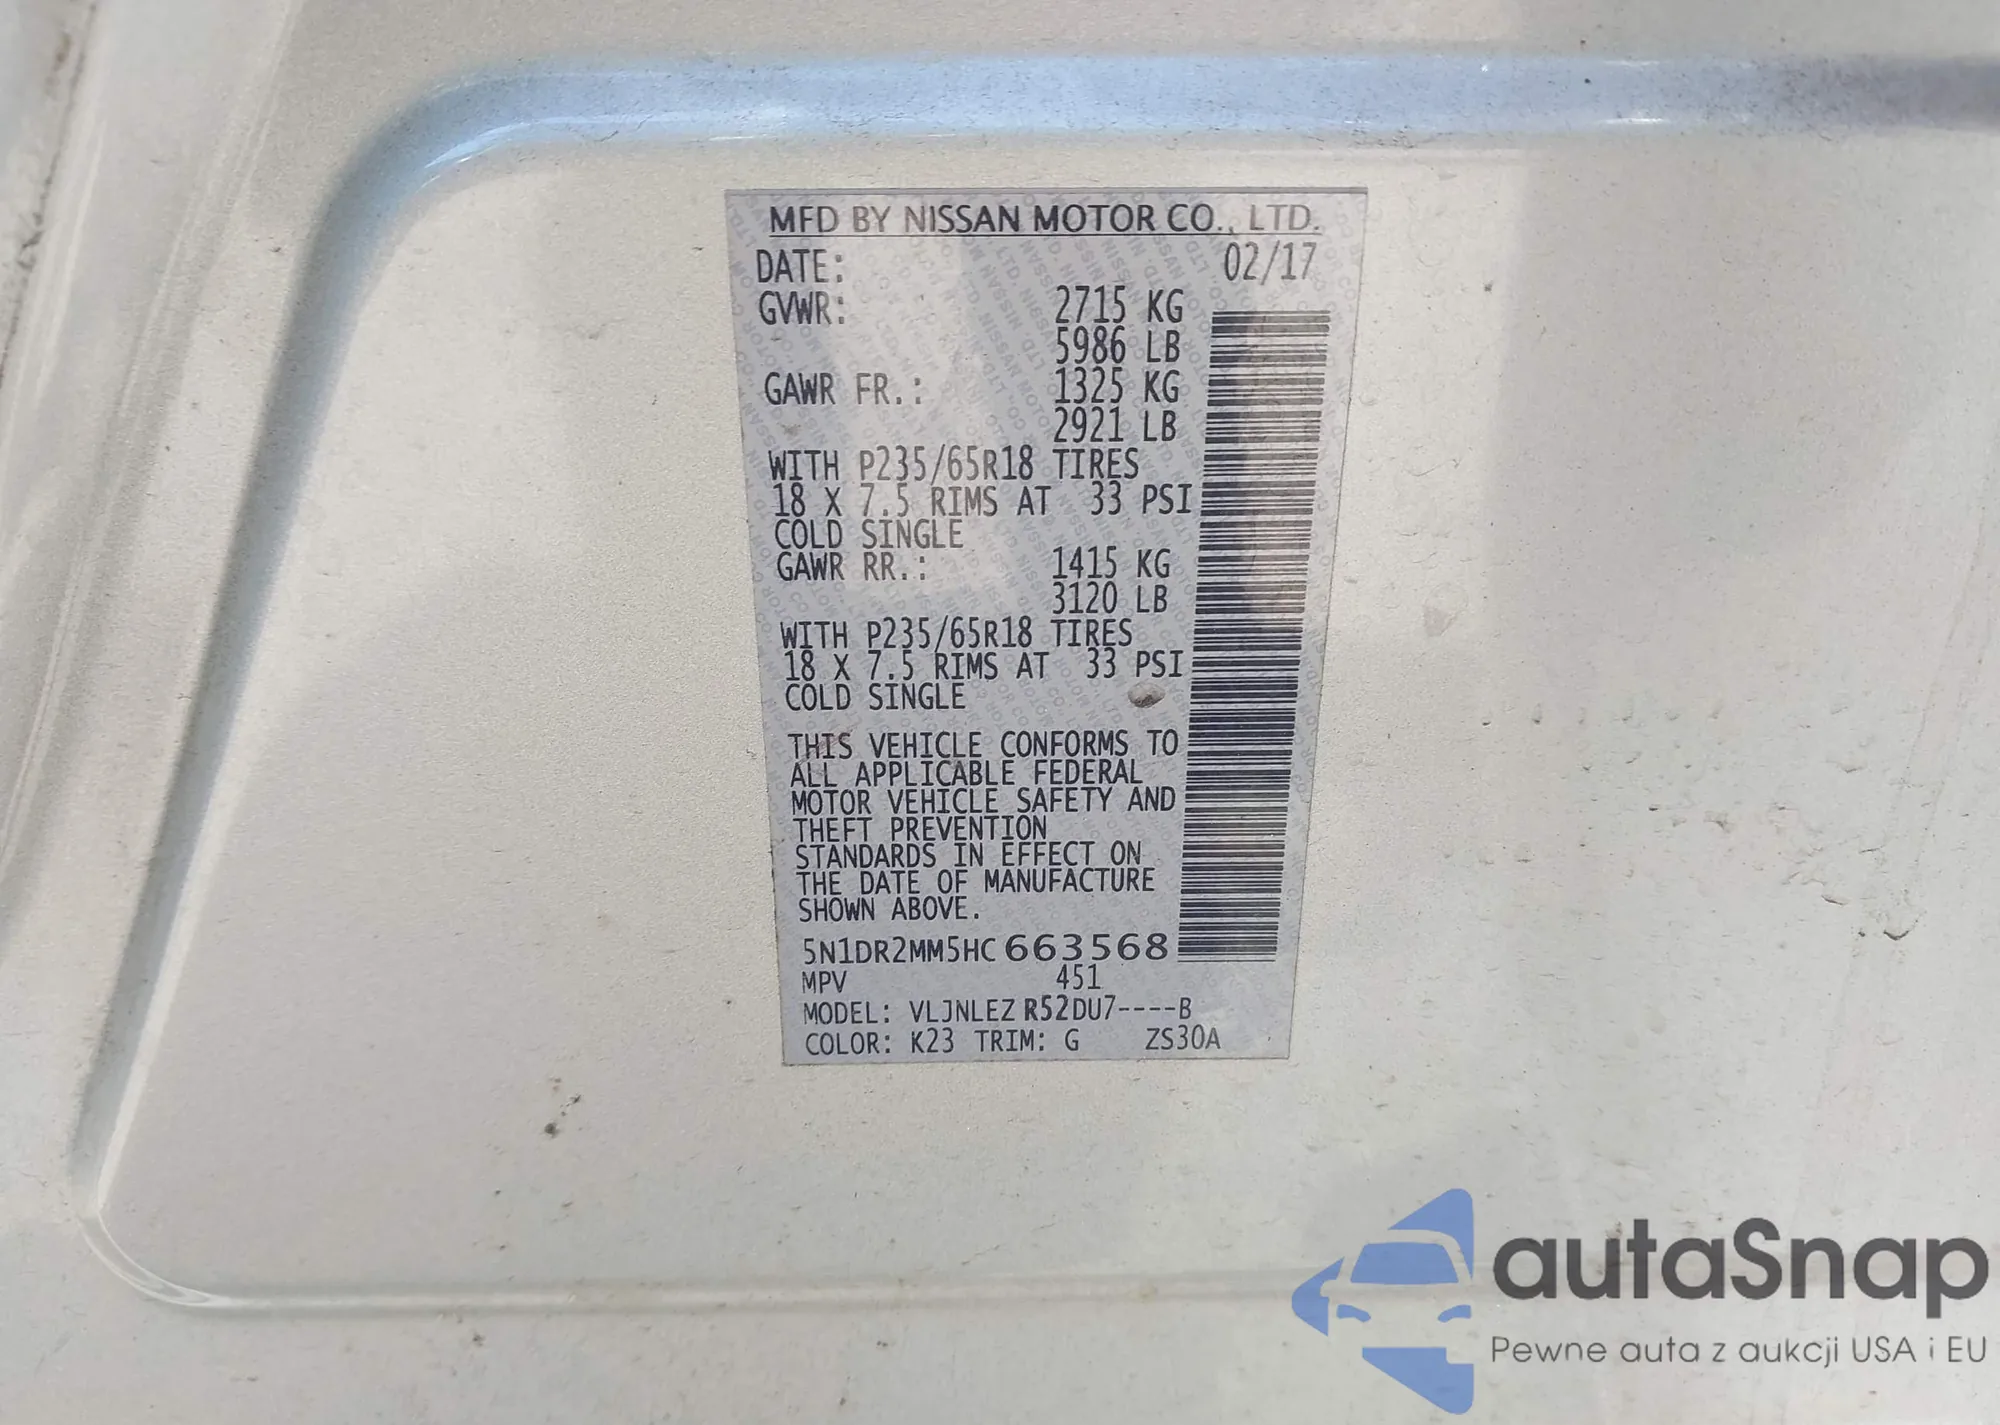 MFD BY NISSAN MOTOR CO., LTD.
DATE: 02/17
GVWR: 2715 KG
5986 LB
GAWR FR.: 1325 KG
2921 LB
WITH P235/65R18 TIRES
18 X 7.5 RIMS AT 33 PSI
COLD SINGLE
GAWR RR.: 1415 KG
3120 LB
WITH P235/65R18 TIRES
18 X 7.5 RIMS AT 33 PSI
COLD SINGLE
THIS VEHICLE CONFORMS TO
ALL APPLICABLE FEDERAL
MOTOR VEHICLE SAFETY AND
THEFT PREVENTION
STANDARDS IN EFFECT ON
THE DATE OF MANUFACTURE
SHOWN ABOVE.
5N1DR2MM5HC663568
MPV 451
MODEL: VLJNLEZ R52DU7----B
COLOR: K23 TRIM: G ZS30A
autaSnap
Pewne auta z aukcji USA i EU